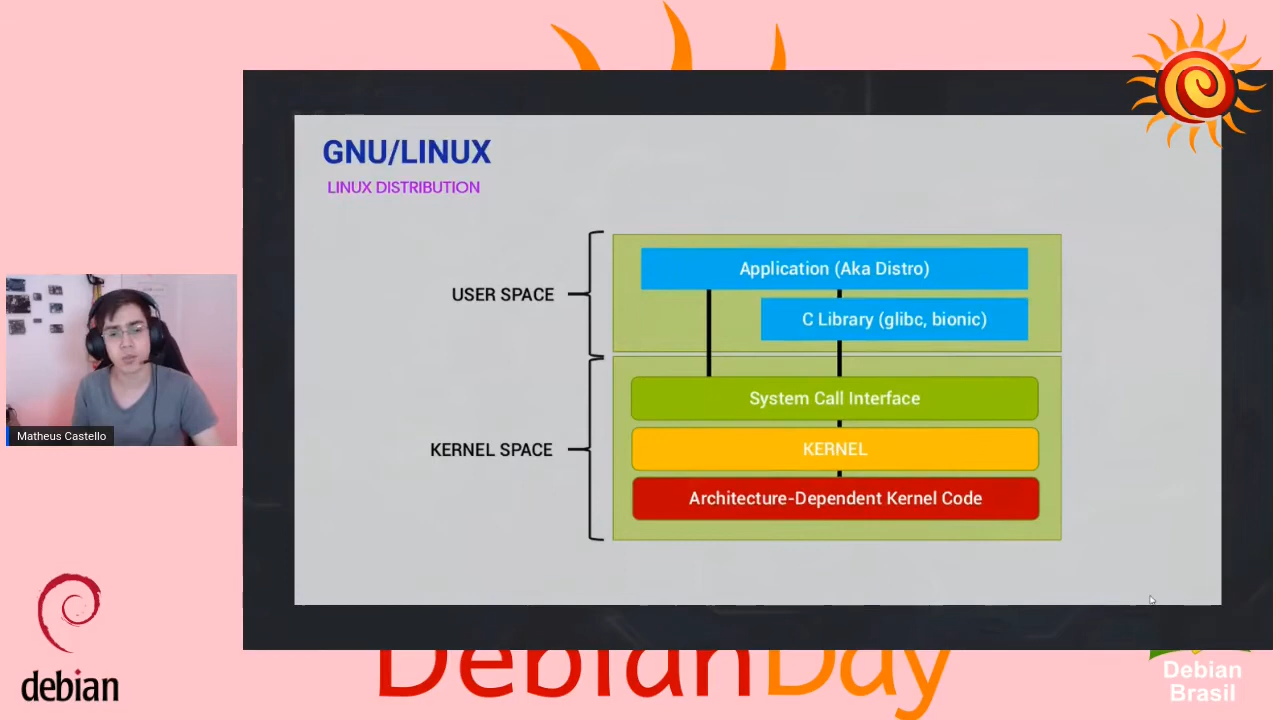 GNU/LINUX
LINUX DISTRIBUTION
USER SPACE
Application (Aka Distro)
C Library (glibc, bionic)
KERNEL SPACE
System Call Interface
KERNEL
Architecture-Dependent Kernel Code
Matheus Castello
debian
DebianDay
Debian
Brasil